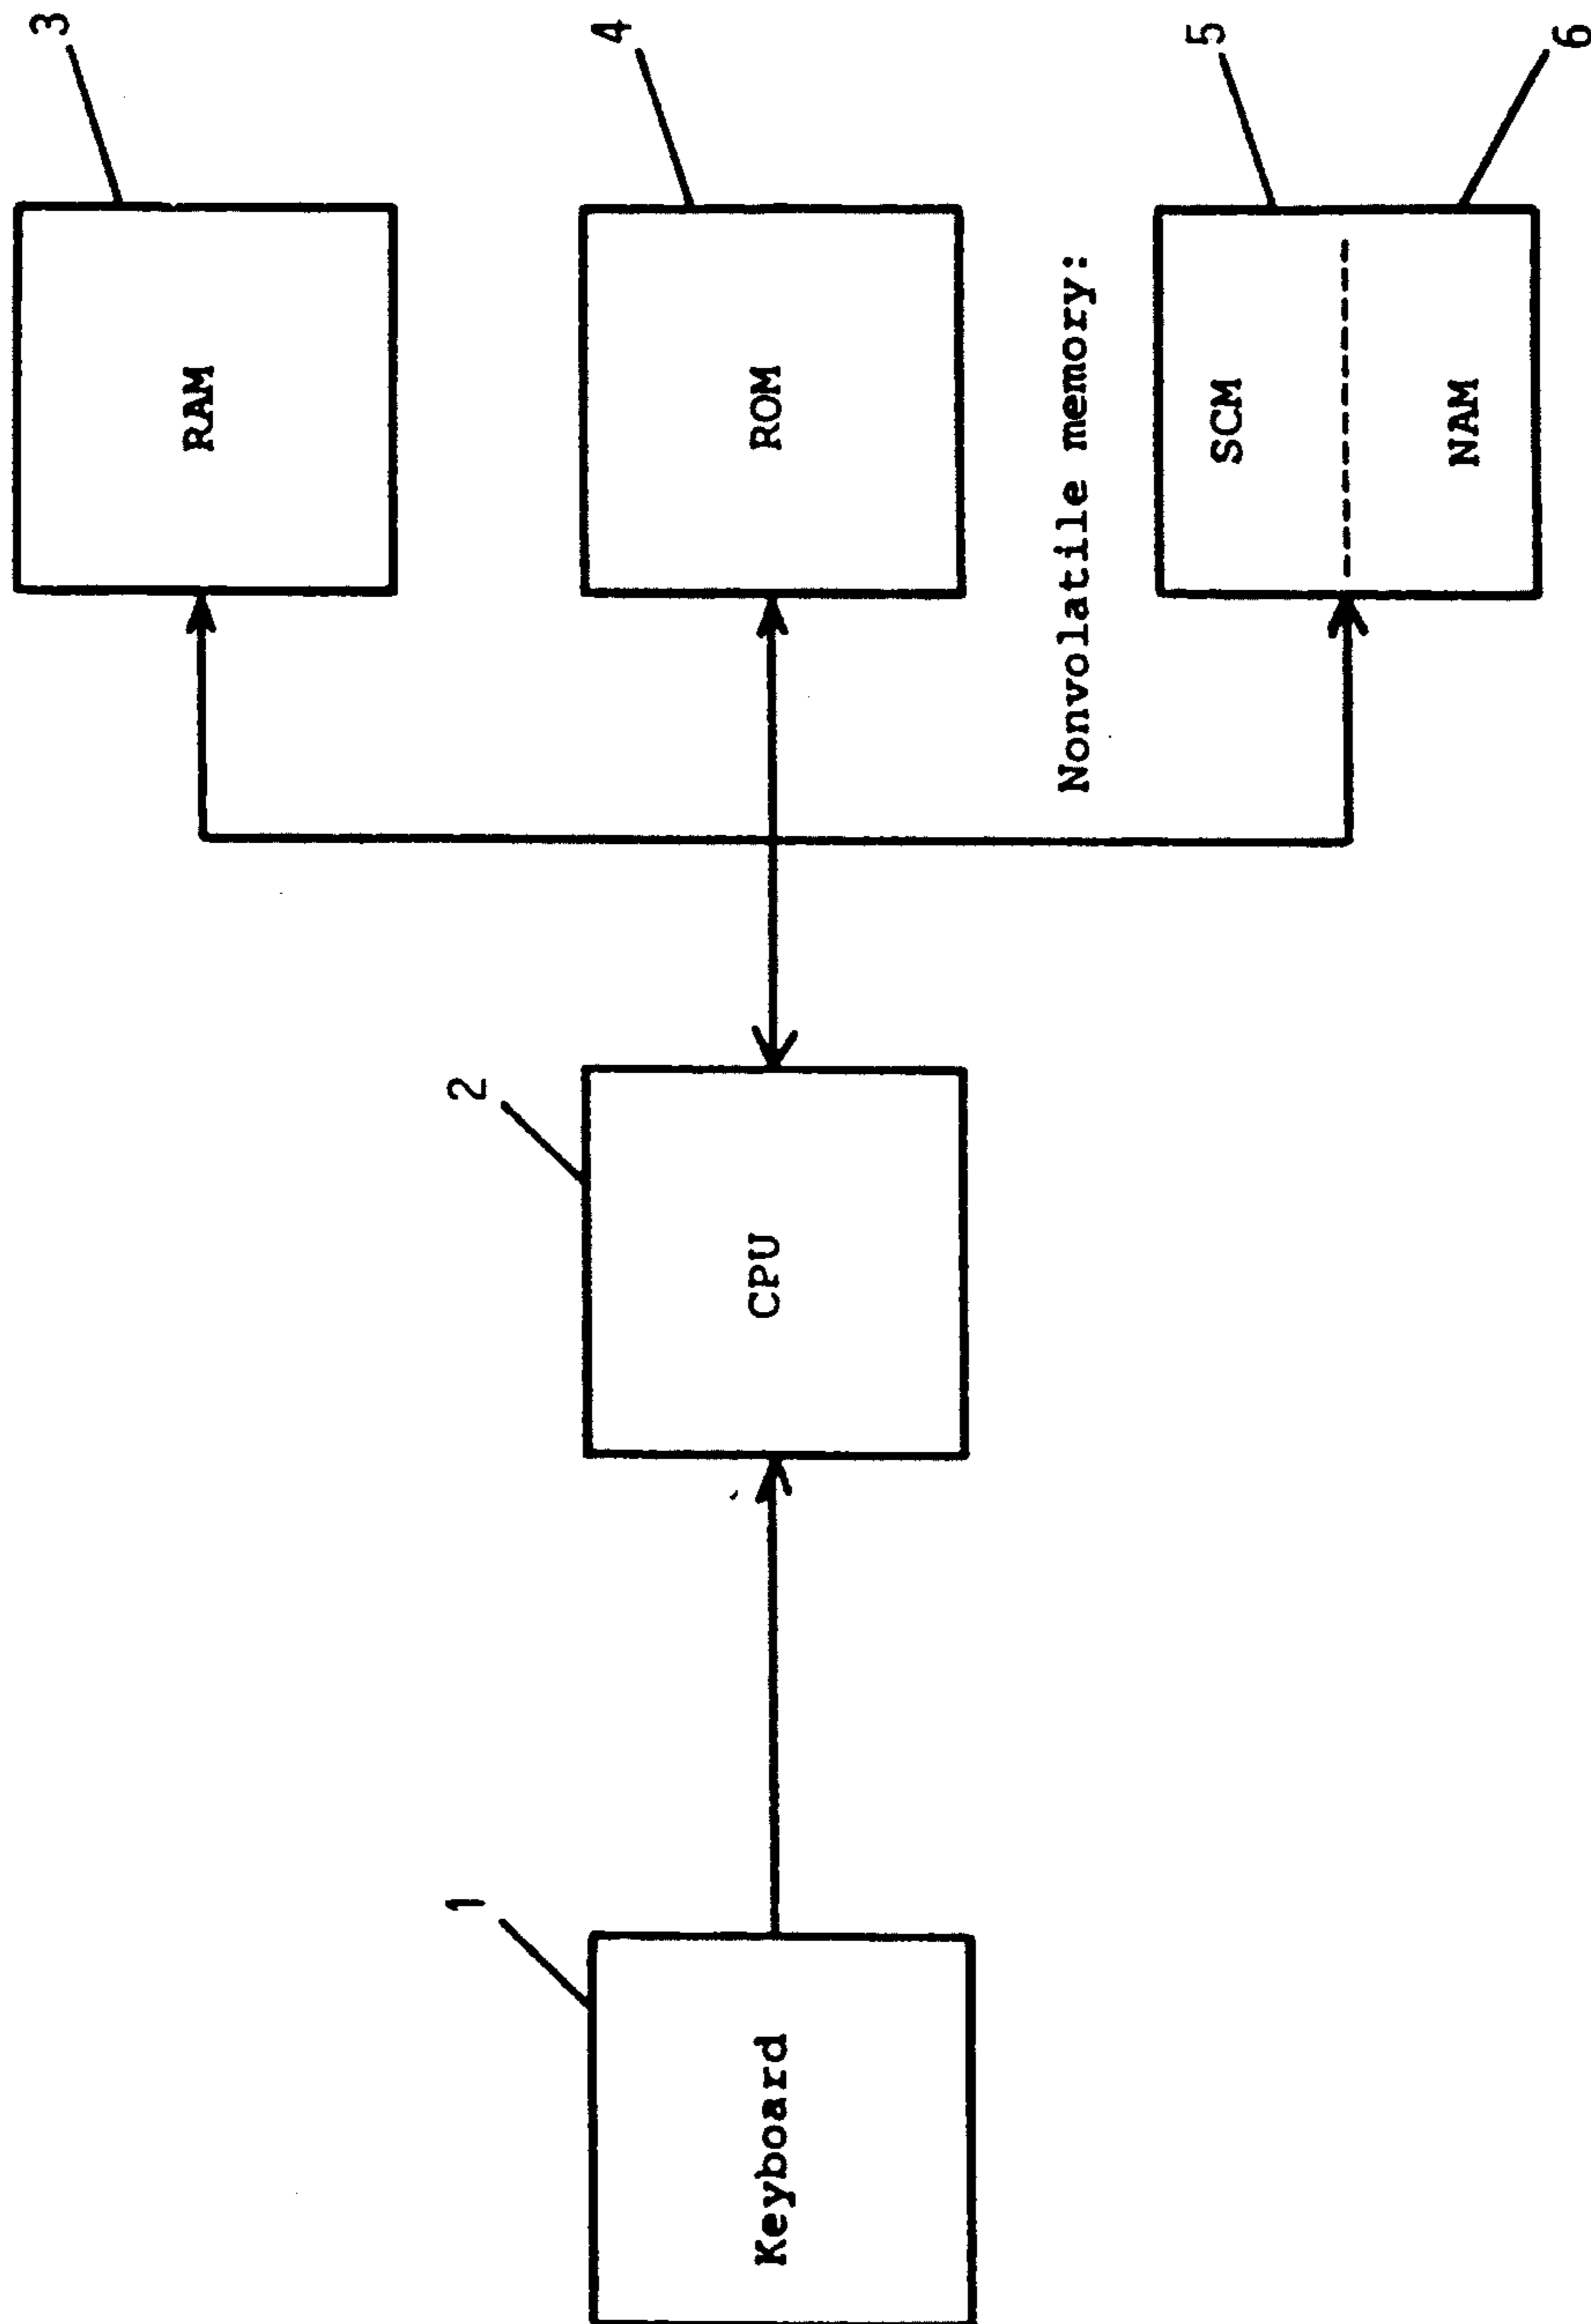 3
RAM
4
ROM
1
Keyboard
2
CPU
Nonvolatile memory:
5
SCM
NAM
6